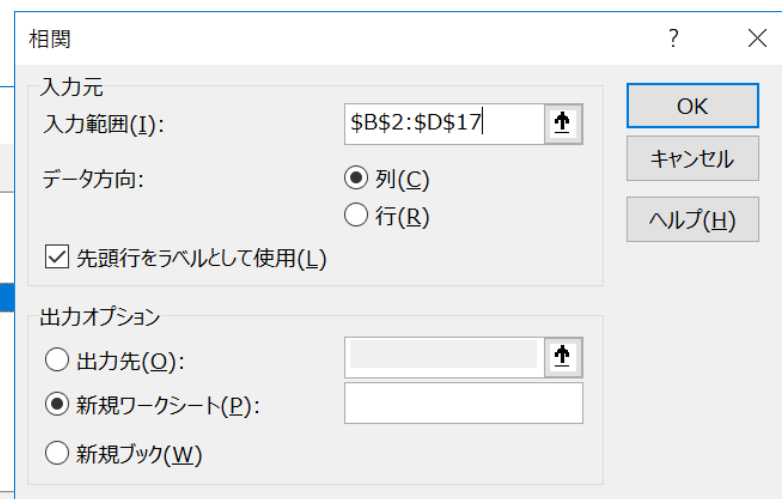 相関
?
入力元
入力範囲(I):
$B$2:$D$17
OK
キャンセル
データ方向:
列(C)
行(R)
ヘルプ(H)
先頭行をラベルとして使用(L)
出力オプション
出力先(O):
新規ワークシート(P):
新規ブック(W)